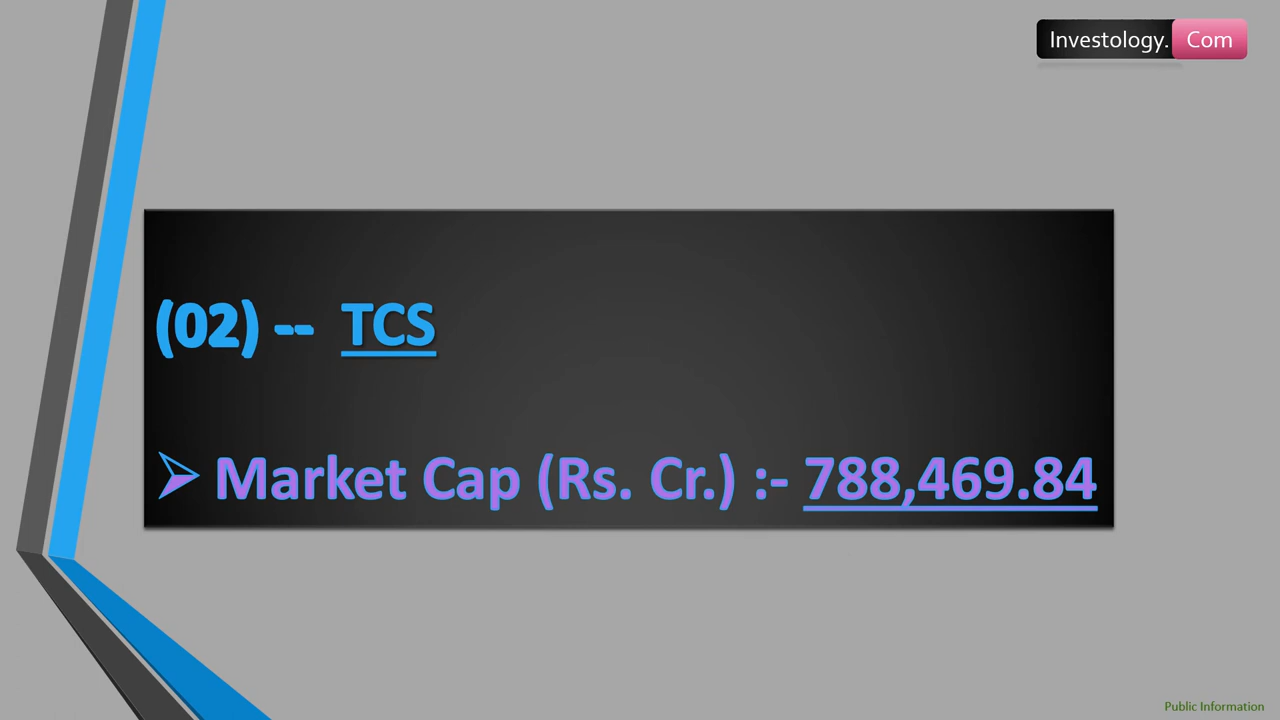 Investology. Com
(02) -- TCS
➢ Market Cap (Rs. Cr.) :- 788,469.84
Public Information